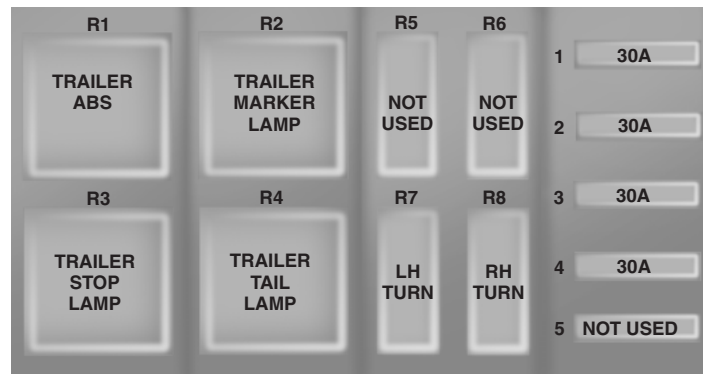 R1
R2
R5
R6
TRAILER
ABS
TRAILER
MARKER
LAMP
NOT
USED
NOT
USED
1 30A
2 30A
R3
R4
R7
R8
TRAILER
STOP
LAMP
TRAILER
TAIL
LAMP
LH
TURN
RH
TURN
3 30A
4 30A
5 NOT USED